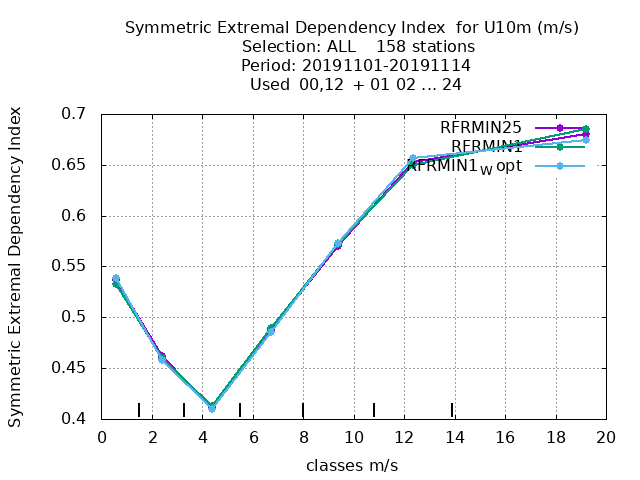 Symmetric Extremal Dependency Index for U10m (m/s)
Selection: ALL 158 stations
Period: 20191101-20191114
Used 00,12 + 01 02 ... 24
Symmetric Extremal Dependency Index
0.7
0.65
0.6
0.55
0.5
0.45
0.4
RFRMIN25
RFRMIN1
RFRMIN1W opt
0 2 4 6 8 10 12 14 16 18 20
classes m/s